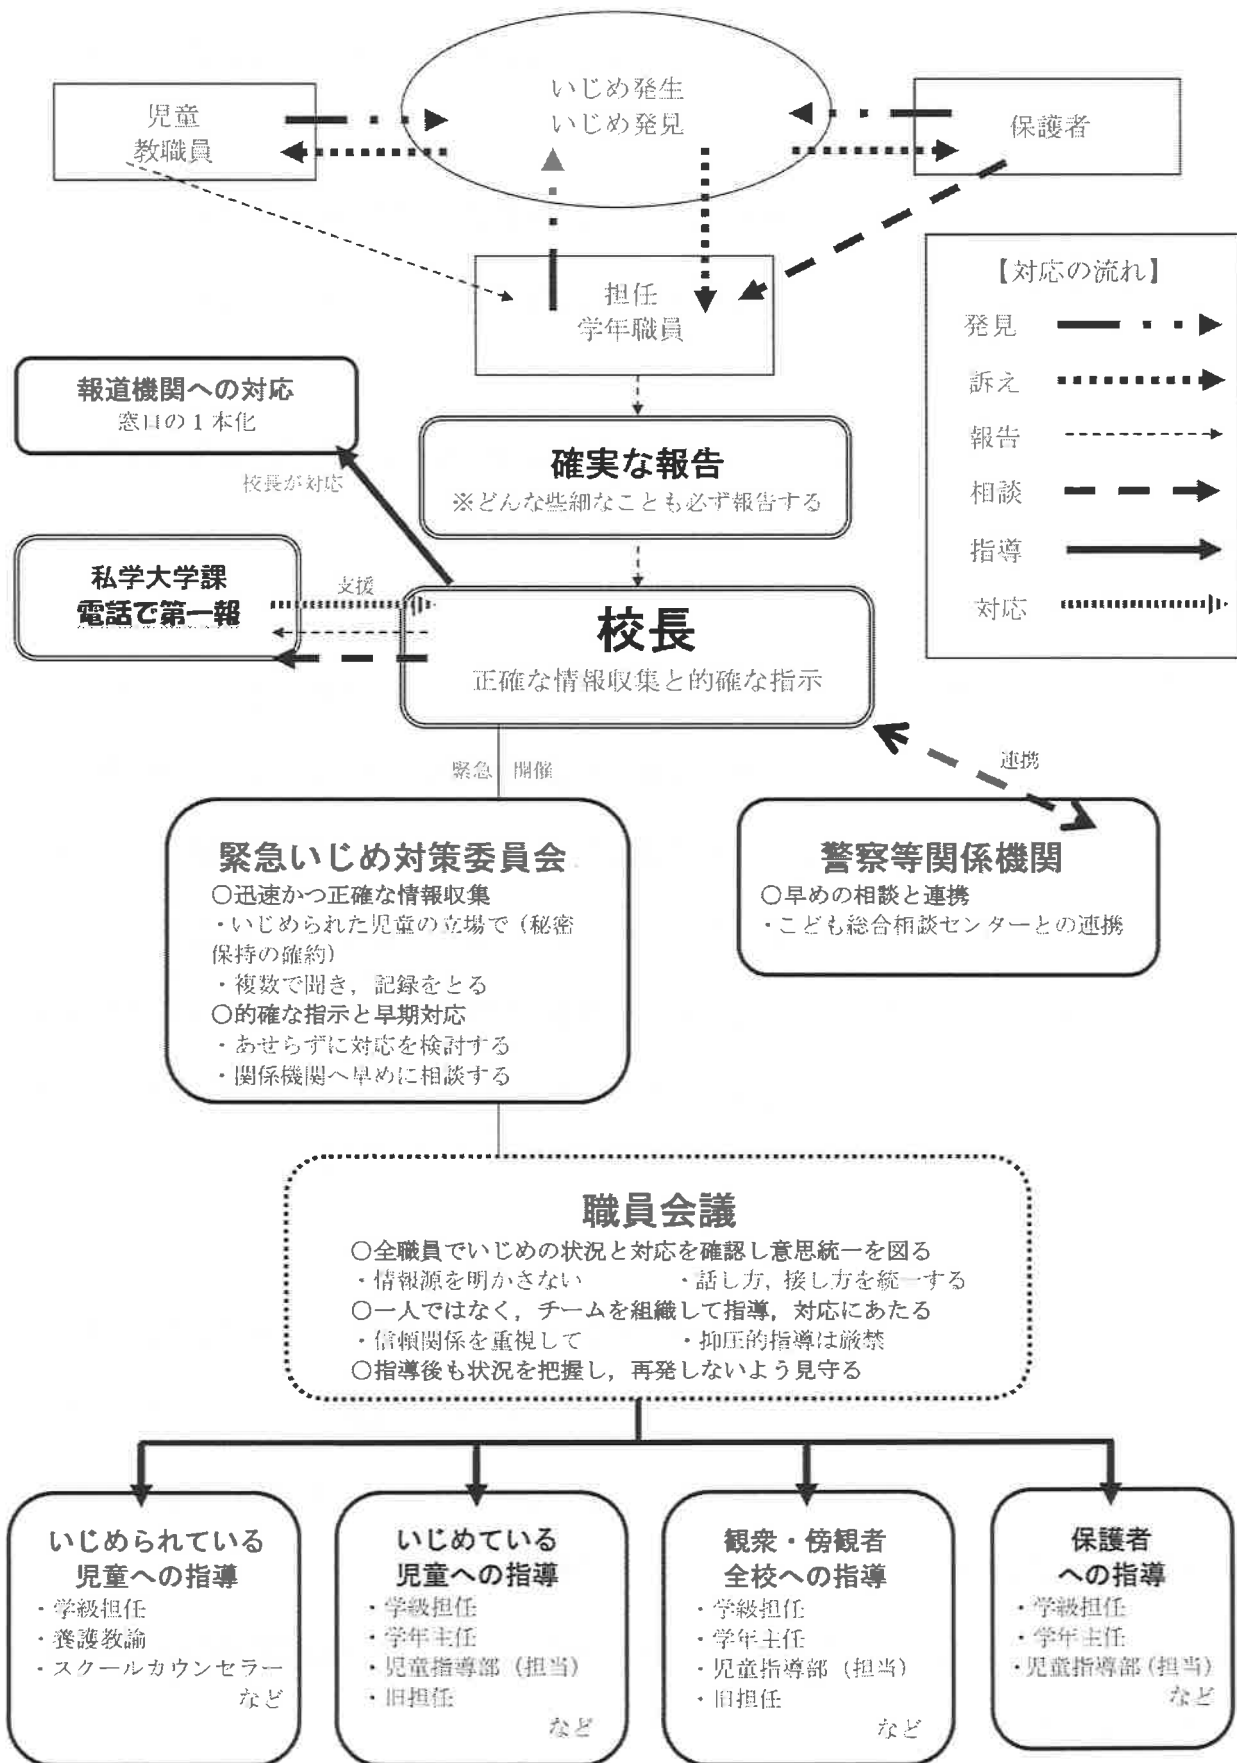 いじめ発生
いじめ発見
児童
教職員
保護者
担任
学年職員
【対応の流れ】
発見
訴え
報告
相談
指導
対応
報道機関への対応
窓口の1本化
校長が対応
確実な報告
※どんな些細なことも必ず報告する
私学大学課
電話で第一報
支援
校長
正確な情報収集と的確な指示
緊急 開催
連携
緊急いじめ対策委員会
○迅速かつ正確な情報収集
・いじめられた児童の立場で（秘密
保持の確約）
・複数で聞き，記録をとる
○的確な指示と早期対応
・あせらずに対応を検討する
・関係機関へ早めに相談する
警察等関係機関
○早めの相談と連携
・こども総合相談センターとの連携
職員会議
○全職員でいじめの状況と対応を確認し意思統一を図る
・情報源を明かさない ・話し方，接し方を統一する
○一人ではなく，チームを組織して指導，対応にあたる
・信頼関係を重視して ・抑圧的指導は厳禁
○指導後も状況を把握し，再発しないよう見守る
いじめられている
児童への指導
・学級担任
・養護教諭
・スクールカウンセラー
など
いじめている
児童への指導
・学級担任
・学年主任
・児童指導部（担当）
・旧担任
など
観衆・傍観者
全校への指導
・学級担任
・学年主任
・児童指導部（担当）
・旧担任
など
保護者
への指導
・学級担任
・学年主任
・児童指導部（担当）
など